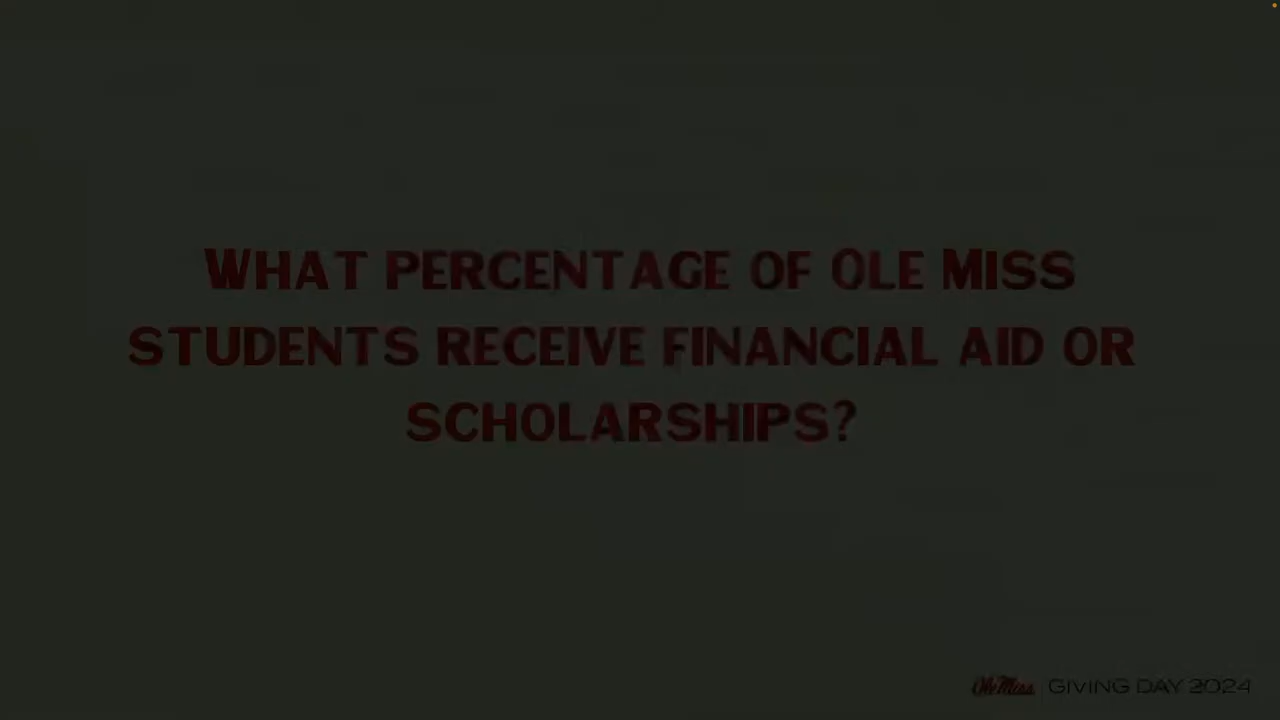 What percentage of Ole Miss
students receive financial aid or
scholarships?
Ole Miss | GIVING DAY 2024